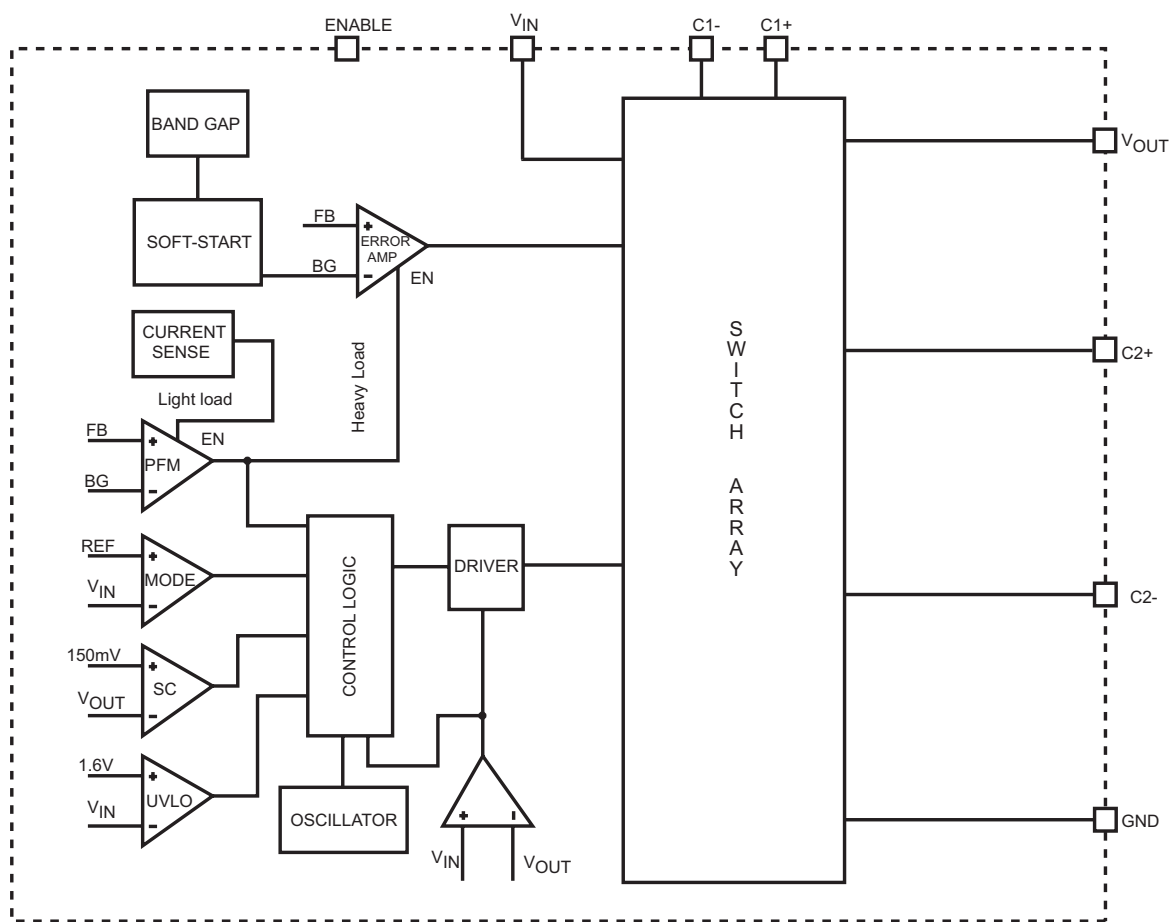 ENABLE
VIN
C1-
C1+
BAND GAP
VOUT
SOFT-START
FB
+
ERROR
AMP
BG
-
EN
CURRENT
SENSE
Light load
Heavy Load
SWITCH ARRAY
C2+
FB
+
EN
PFM
BG
-
REF
+
MODE
VIN
-
CONTROL LOGIC
DRIVER
C2-
150mV
+
SC
VOUT
-
1.6V
+
UVLO
VIN
-
OSCILLATOR
+
-
VIN
VOUT
GND